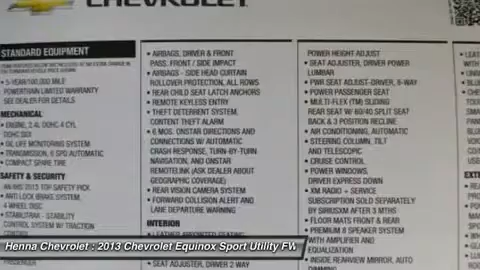 CHEVROLET
STANDARD EQUIPMENT
• 5-YEAR/100,000 MILE
POWERTRAIN LIMITED WARRANTY
SEE DEALER FOR DETAILS
MECHANICAL
• ENGINE, 2.4L DOHC 4 CYL
DOHC SIDI
• OIL LIFE MONITORING SYSTEM
• TRANSMISSION, 6 SPD AUTOMATIC
• COMPACT SPARE TIRE
SAFETY & SECURITY
AN IIHS 2013 TOP SAFETY PICK
• ANTI LOCK BRAKE SYSTEM,
4 WHEEL DISC
• STABILITRAK - STABILITY
CONTROL SYSTEM W/ TRACTION
• AIRBAGS, DRIVER & FRONT
PASS. FRONT / SIDE IMPACT
• AIRBAGS - SIDE HEAD CURTAIN
ROLLOVER PROTECTION, ALL ROWS
• REAR CHILD SEAT LATCH ANCHORS
• REMOTE KEYLESS ENTRY
• THEFT DETERRENT SYSTEM,
CONTENT THEFT ALARM
• 6 MOS. ONSTAR DIRECTIONS AND
CONNECTIONS W/ AUTOMATIC
CRASH RESPONSE, TURN-BY-TURN
NAVIGATION, AND ONSTAR
REMOTELINK (ASK DEALER ABOUT
GEOGRAPHIC COVERAGE)
• REAR VISION CAMERA SYSTEM
• FORWARD COLLISION ALERT AND
LANE DEPARTURE WARNING
INTERIOR
SEAT ADJUSTER, DRIVER 2 WAY
POWER HEIGHT ADJUST
• SEAT ADJUSTER, DRIVER POWER
LUMBAR
• PWR SEAT ADJUST-DRIVER, 8-WAY
• POWER PASSENGER SEAT
• MULTI-FLEX (TM) SLIDING
REAR SEAT W/ 60/40 SPLIT SEAT
BACK & 3 POSITION RECLINE
• AIR CONDITIONING, AUTOMATIC
• STEERING COLUMN, TILT
AND TELESCOPIC
• CRUISE CONTROL
• POWER WINDOWS,
DRIVER EXPRESS DOWN
• XM RADIO + SERVICE
SUBSCRIPTION SOLD SEPARATELY
BY SIRIUSXM AFTER 3 MTHS
• FLOOR MATS FRONT & REAR
• PREMIUM 8 SPEAKER SYSTEM
WITH AMPLIFIER AND
EQUALIZATION
• INSIDE REARVIEW MIRROR, AUTO
Henna Chevrolet : 2013 Chevrolet Equinox Sport Utility FW